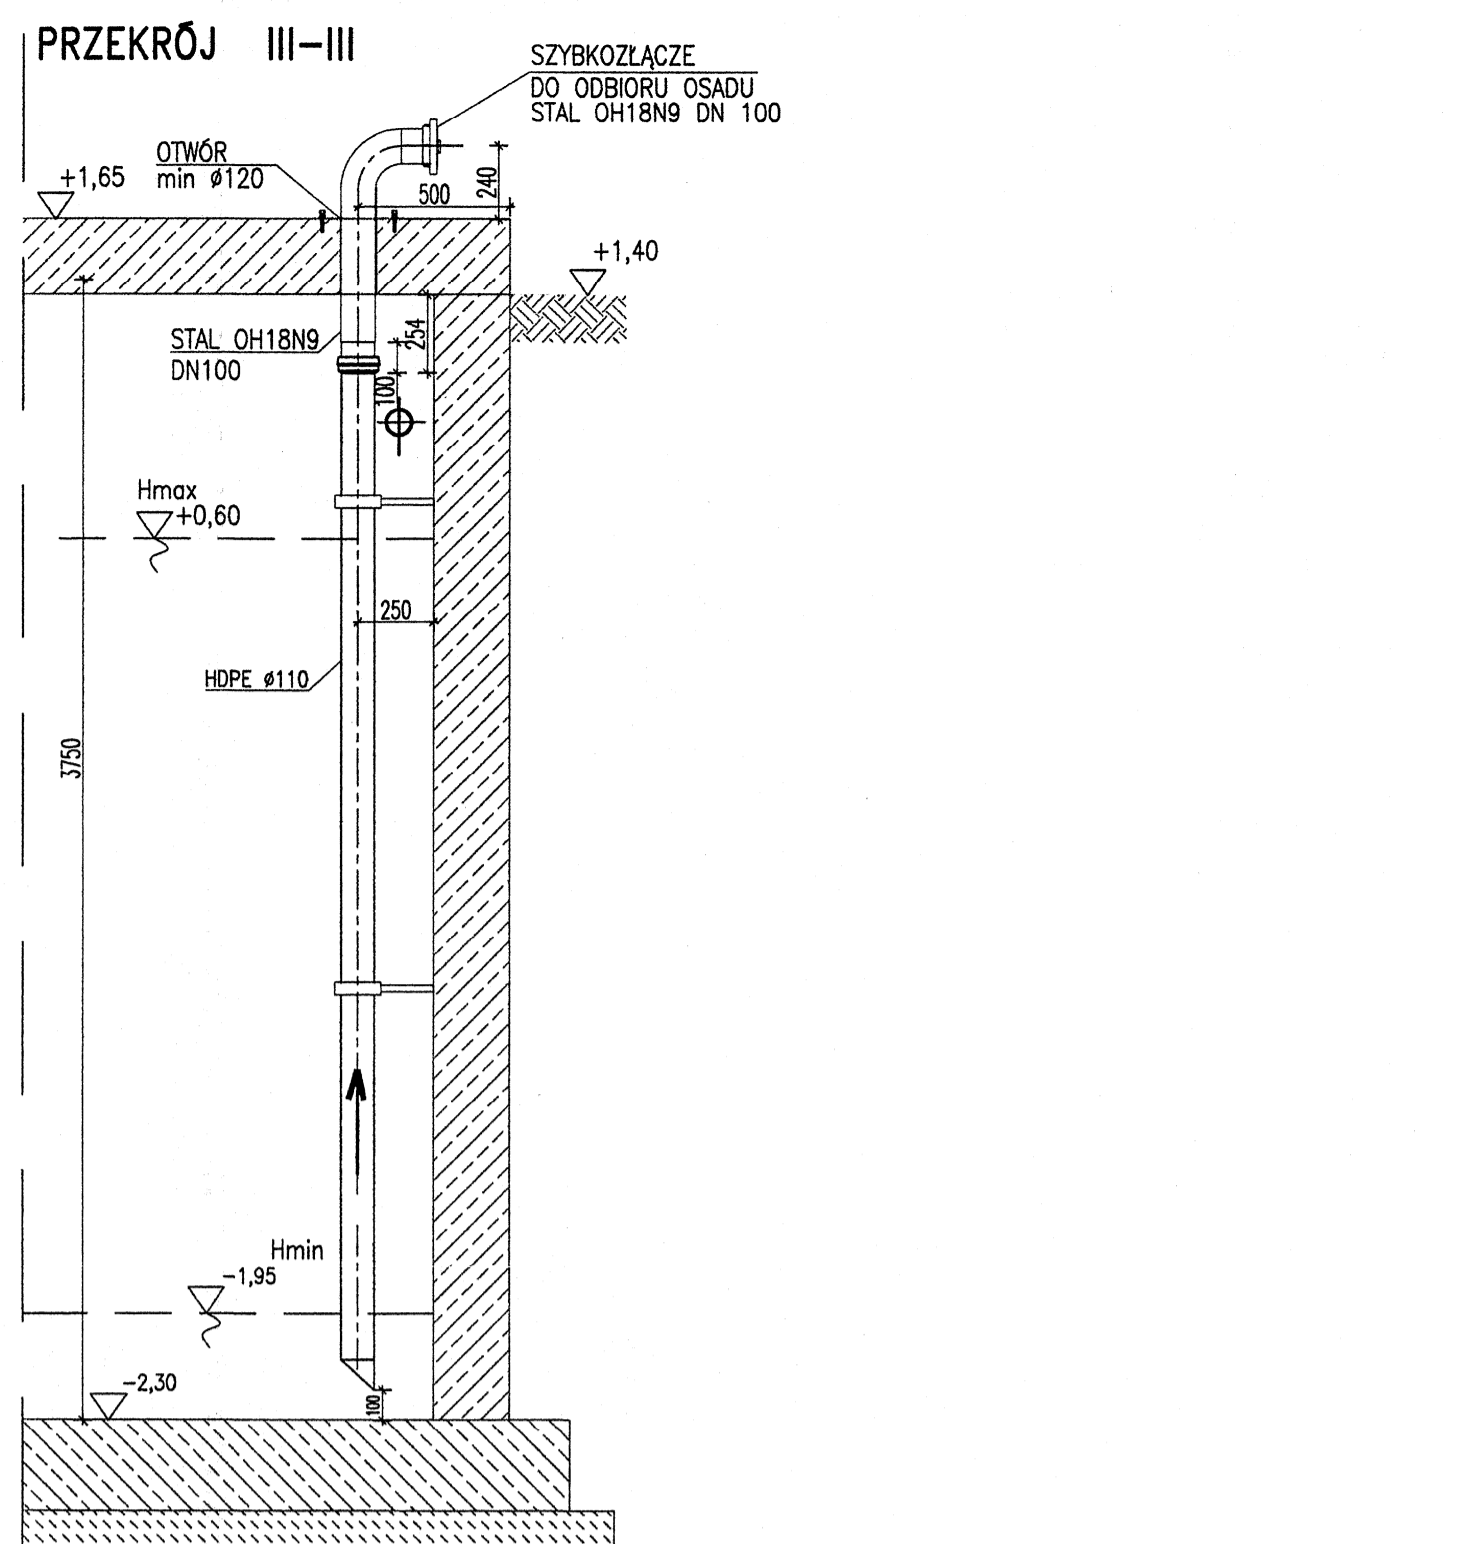 PRZEKRÓJ III-III
SZYBKOZŁĄCZE
DO ODBIORU OSADU
STAL OH18N9 DN 100
OTWÓR
min ø120
+1,65
240
500
+1,40
STAL OH18N9
DN100
254
100
Hmax
+0,60
250
HDPE ø110
3750
Hmin
-1,95
-2,30
100